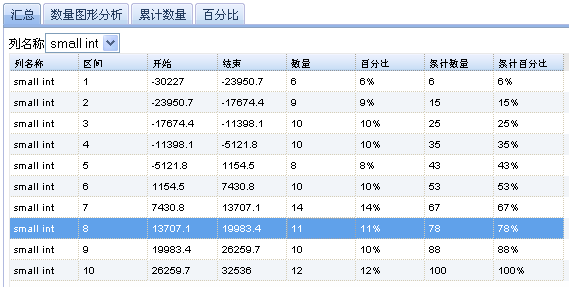 汇总 数量图形分析 累计数量 百分比
列名称 small int
列名称 区间 开始 结束 数量 百分比 累计数量 累计百分比
small int 1 -30227 -23950.7 6 6% 6 6%
small int 2 -23950.7 -17674.4 9 9% 15 15%
small int 3 -17674.4 -11398.1 10 10% 25 25%
small int 4 -11398.1 -5121.8 10 10% 35 35%
small int 5 -5121.8 1154.5 8 8% 43 43%
small int 6 1154.5 7430.8 10 10% 53 53%
small int 7 7430.8 13707.1 14 14% 67 67%
small int 8 13707.1 19983.4 11 11% 78 78%
small int 9 19983.4 26259.7 10 10% 88 88%
small int 10 26259.7 32536 12 12% 100 100%